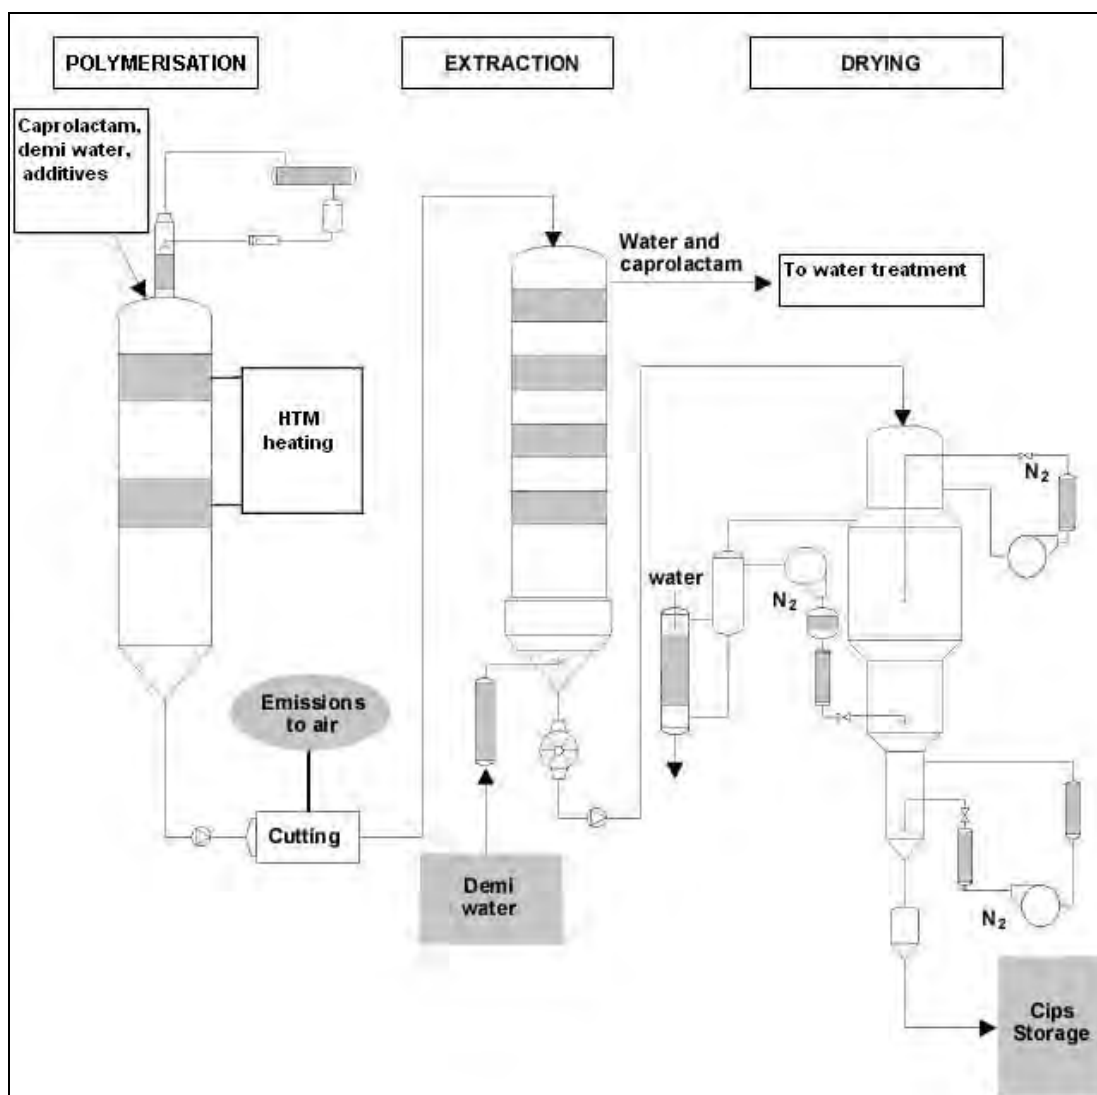 POLYMERISATION
EXTRACTION
DRYING
Caprolactam,
demi water,
additives
Water and
caprolactam
To water treatment
HTM
heating
N₂
water
N₂
Emissions
to air
Cutting
Demi
water
N₂
Cips
Storage